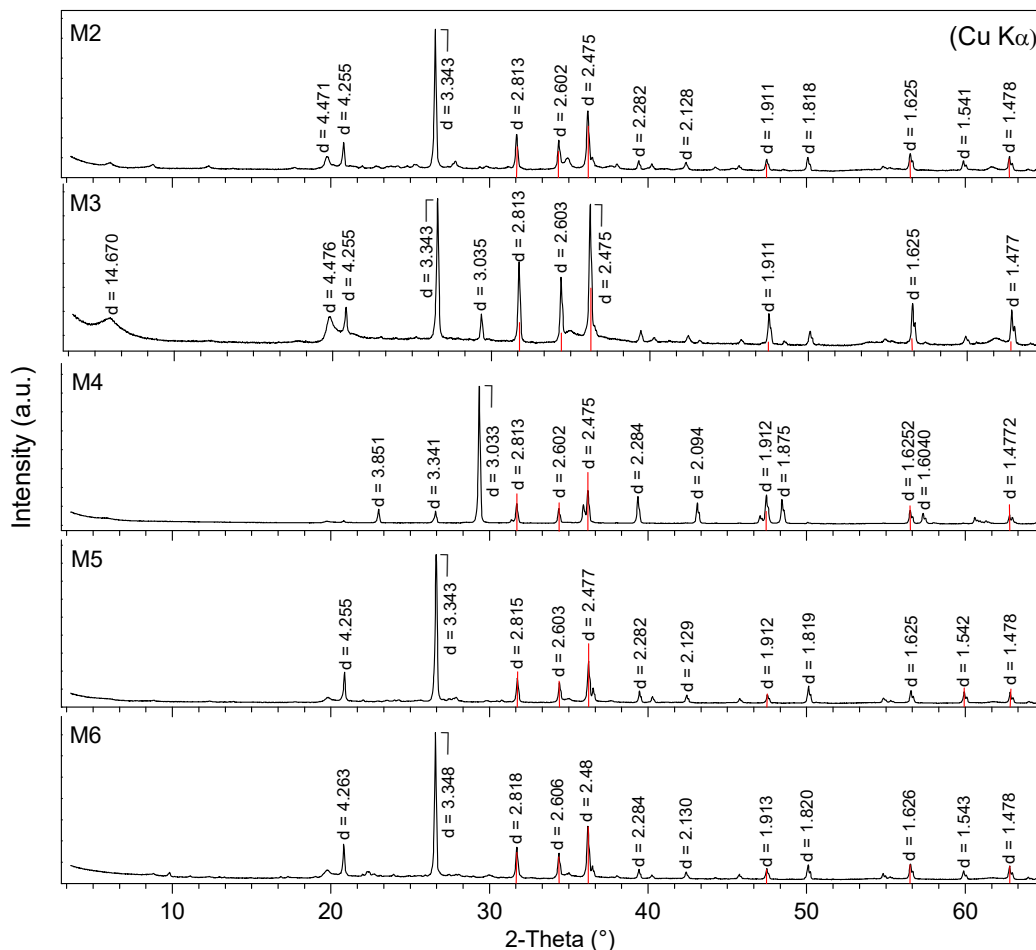 M2
(Cu Kα)
d = 4.471
d = 4.255
d = 3.343
d = 2.813
d = 2.602
d = 2.475
d = 2.282
d = 2.128
d = 1.911
d = 1.818
d = 1.625
d = 1.541
d = 1.478
M3
d = 14.670
d = 4.476
d = 4.255
d = 3.343
d = 3.035
d = 2.813
d = 2.603
d = 2.475
d = 1.911
d = 1.625
d = 1.477
M4
d = 3.851
d = 3.341
d = 3.033
d = 2.813
d = 2.602
d = 2.475
d = 2.284
d = 2.094
d = 1.912
d = 1.875
d = 1.6252
d = 1.6040
d = 1.4772
M5
d = 4.255
d = 3.343
d = 2.815
d = 2.603
d = 2.477
d = 2.282
d = 2.129
d = 1.912
d = 1.819
d = 1.625
d = 1.542
d = 1.478
M6
d = 4.263
d = 3.348
d = 2.818
d = 2.606
d = 2.48
d = 2.284
d = 2.130
d = 1.913
d = 1.820
d = 1.626
d = 1.543
d = 1.478
Intensity (a.u.)
10 20 30 40 50 60
2-Theta (°)